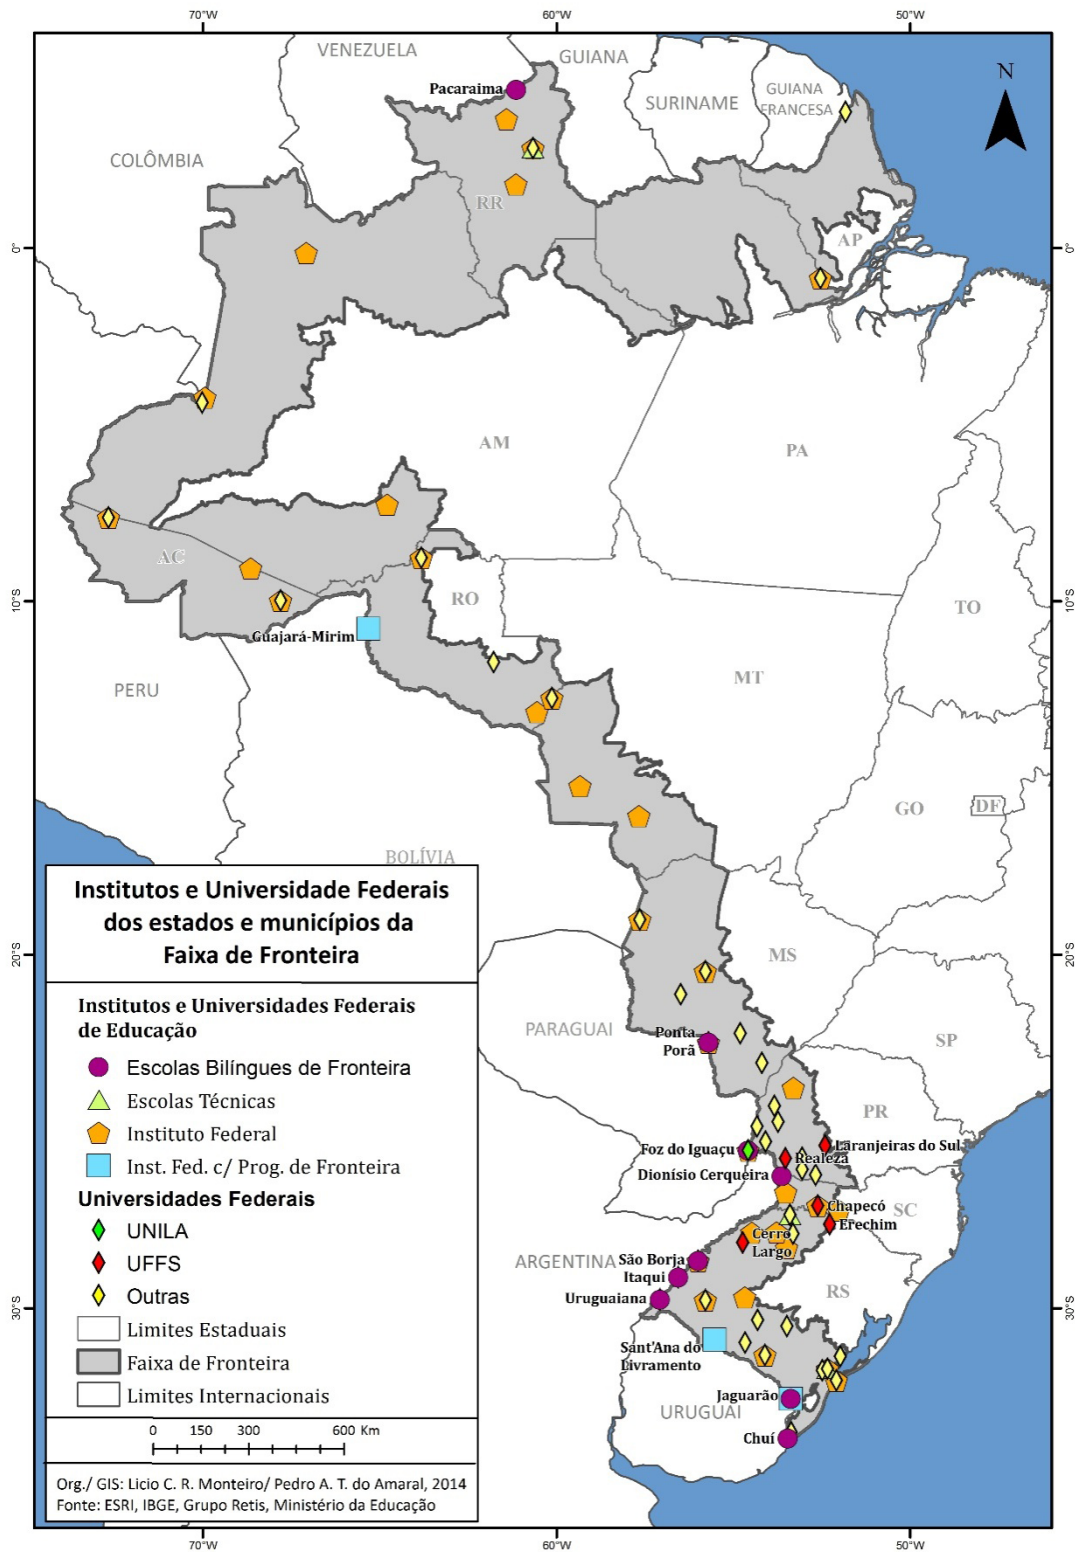 70°W
60°W
50°W
VENEZUELA
GUIANA
Pacaraima
SURINAME
GUIANA
FRANCESA
N
COLÔMBIA
RR
AP
0°
0°
AM
PA
AC
10°S
10°S
RO
TO
Guajará-Mirim
PERU
MT
GO
DF
BOLÍVIA
Institutos e Universidade Federais
dos estados e municípios da
Faixa de Fronteira
Institutos e Universidades Federais
de Educação
Escolas Bilíngues de Fronteira
Escolas Técnicas
Instituto Federal
Inst. Fed. c/ Prog. de Fronteira
Universidades Federais
UNILA
UFFS
Outras
Limites Estaduais
Faixa de Fronteira
Limites Internacionais
0 150 300 600 Km
Org./ GIS: Licio C. R. Monteiro/ Pedro A. T. do Amaral, 2014
Fonte: ESRI, IBGE, Grupo Retis, Ministério da Educação
20°S
20°S
MS
PARAGUAI
Ponta
Porã
SP
PR
Foz do Iguaçu
Laranjeiras do Sul
Realeza
Dionísio Cerqueira
Chapecó
SC
Erechim
Cerro
Largo
ARGENTINA
São Borja
Itaqui
Uruguaiana
RS
30°S
30°S
Sant'Ana do
Livramento
Jaguarão
URUGUAI
Chuí
70°W
60°W
50°W